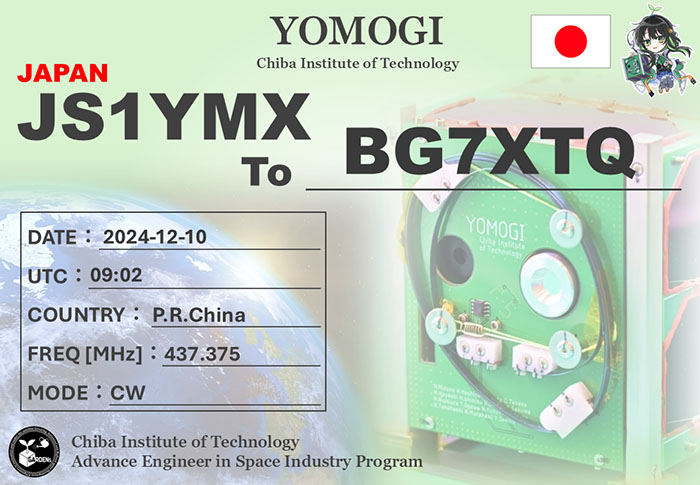 YOMOGI
Chiba Institute of Technology
JAPAN
JS1YMX
To BG7XTQ
DATE： 2024-12-10
UTC：09:02
COUNTRY： P.R.China
FREQ [MHz]：437.375
MODE：CW
YOMOGI
Chiba Institute
of Technology
Chiba Institute of Technology
Advance Engineer in Space Industry Program